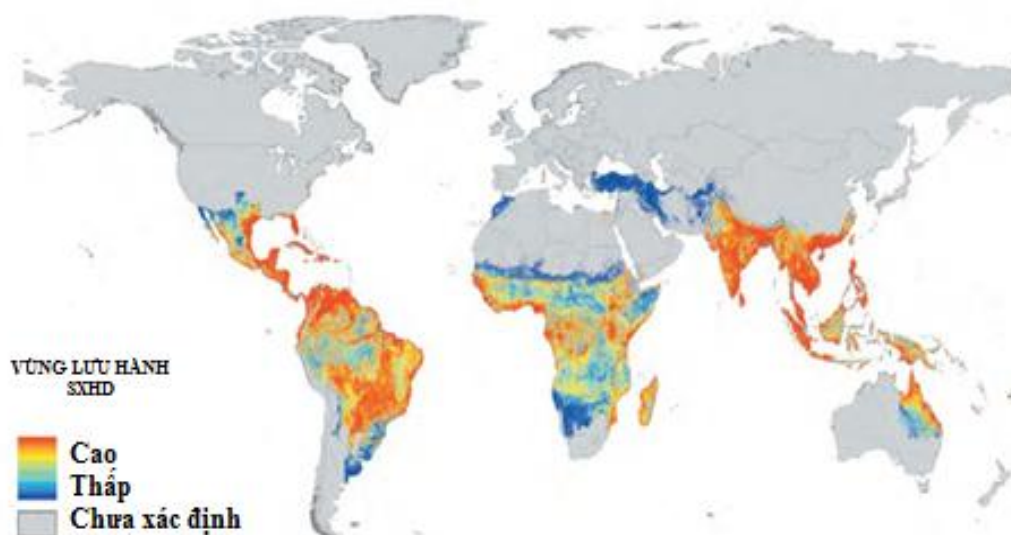 VÙNG LƯU HÀNH
SXHD
Cao
Thấp
Chưa xác định